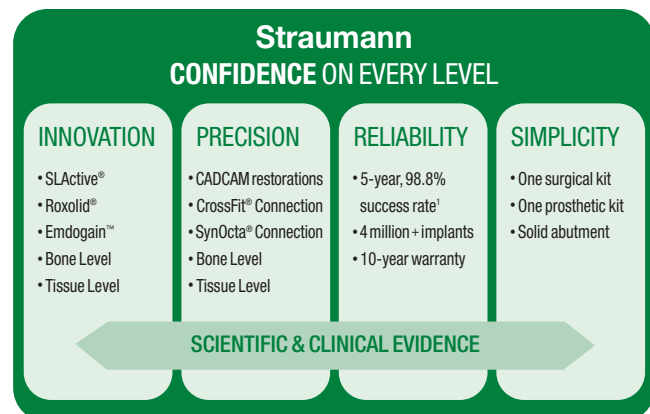 Straumann
CONFIDENCE ON EVERY LEVEL
INNOVATION
• SLActive®
• Roxolid®
• Emdogain™
• Bone Level
• Tissue Level
PRECISION
• CADCAM restorations
• CrossFit® Connection
• SynOcta® Connection
• Bone Level
• Tissue Level
RELIABILITY
• 5-year, 98.8%
success rate¹
• 4 million+ implants
• 10-year warranty
SIMPLICITY
• One surgical kit
• One prosthetic kit
• Solid abutment
SCIENTIFIC & CLINICAL EVIDENCE